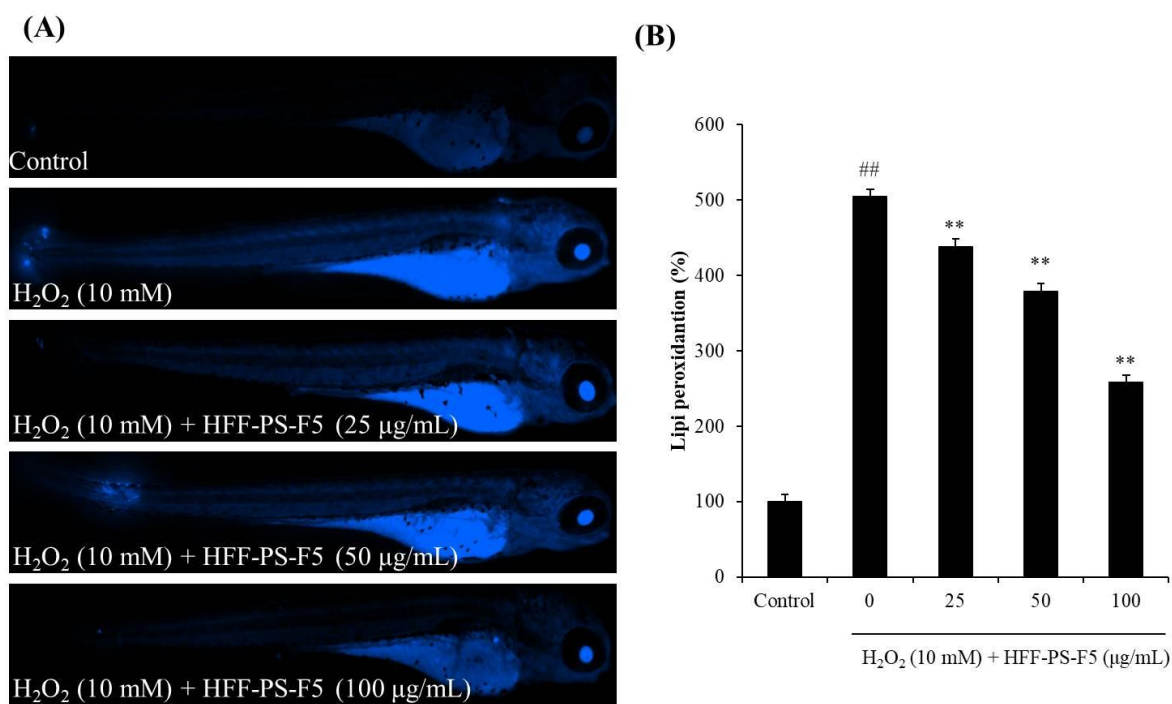 (A)
Control
H₂O₂ (10 mM)
H₂O₂ (10 mM) + HFF-PS-F5 (25 μg/mL)
H₂O₂ (10 mM) + HFF-PS-F5 (50 μg/mL)
H₂O₂ (10 mM) + HFF-PS-F5 (100 μg/mL)
(B)
Lipi peroxidantion (%)
600
500
400
300
200
100
0
##
**
**
**
Control 0 25 50 100
H₂O₂ (10 mM) + HFF-PS-F5 (μg/mL)